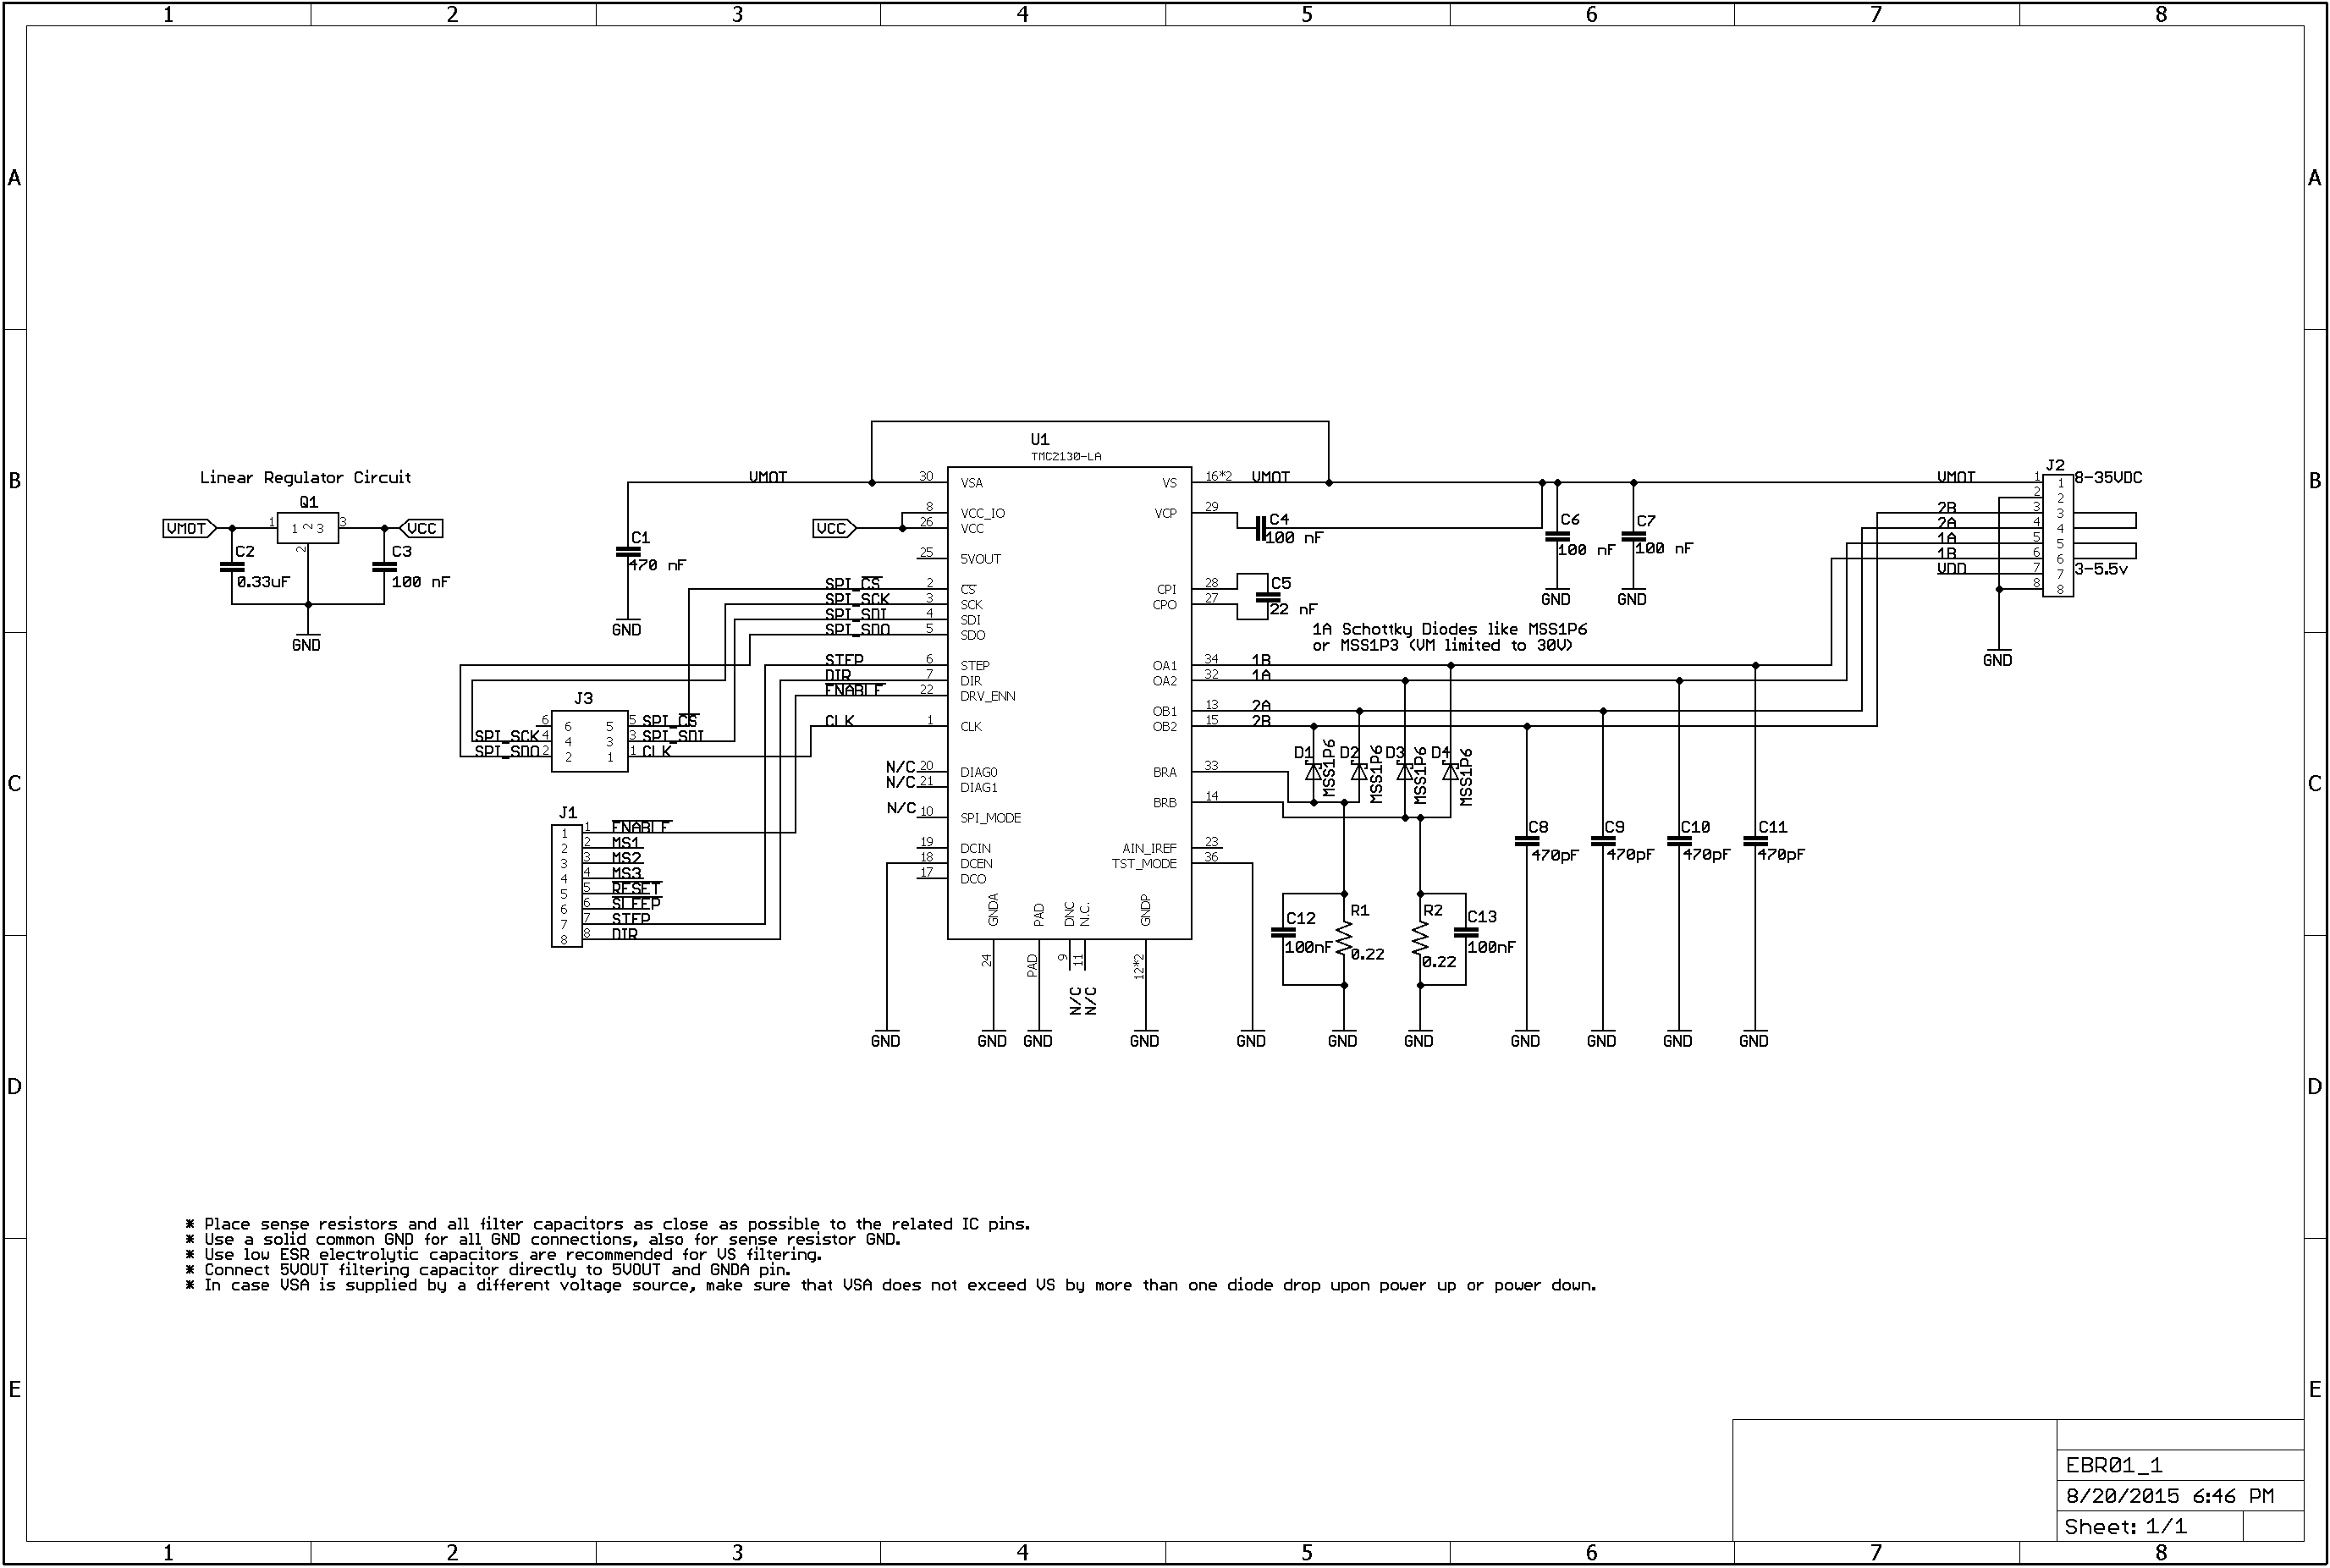 1 2 3 4 5 6 7 8
A
A
U1
TMC2130-LA
Linear Regulator Circuit
Q1
VMOT
1
1 2 3
3
VCC
2
C2
0.33uF
C3
100 nF
GND
B
B
VMOT
C1
470 nF
GND
VCC
30 VSA
8 VCC_IO
26 VCC
25 5VOUT
SPI_CS 2 CS
SPI_SCK 3 SCK
SPI_SDI 4 SDI
SPI_SDO 5 SDO
STEP 6 STEP
DIR 7 DIR
ENABLE 22 DRV_ENN
CLK 1 CLK
N/C 20 DIAG0
N/C 21 DIAG1
N/C 10 SPI_MODE
19 DCIN
18 DCEN
17 DCO
VS 16*2 VMOT
VCP 29
CPI 28
CPO 27
OA1 34 1B
OA2 32 1A
OB1 13 2A
OB2 15 2B
BRA 33
BRB 14
AIN_IREF 23
TST_MODE 36
GNDA PAD DNC N.C. GNDP
24 PAD 9 11 12*2
N/C N/C
GND GND GND GND GND GND GND GND GND GND GND
C4
100 nF
C5
22 nF
C6
100 nF
C7
100 nF
GND GND
1A Schottky Diodes like MSS1P6
or MSS1P3 (VM limited to 30V)
J2
VMOT 1 1 8-35VDC
2 2
2B 3 3
2A 4 4
1A 5 5
1B 6 6
VDD 7 7 3-5.5v
8 8
GND
J3
6 6 5 5 SPI_CS
SPI_SCK 4 4 3 3 SPI_SDI
SPI_SDO 2 2 1 1 CLK
C
C
J1
1 1 ENABLE
2 2 MS1
3 3 MS2
4 4 MS3
5 5 RESET
6 6 SLEEP
7 7 STEP
8 8 DIR
D1 MSS1P6 D2 MSS1P6 D3 MSS1P6 D4 MSS1P6
C8
470pF
C9
470pF
C10
470pF
C11
470pF
C12
100nF
R1
0.22
R2
0.22
C13
100nF
D
D
* Place sense resistors and all filter capacitors as close as possible to the related IC pins.
* Use a solid common GND for all GND connections, also for sense resistor GND.
* Use low ESR electrolytic capacitors are recommended for VS filtering.
* Connect 5VOUT filtering capacitor directly to 5VOUT and GNDA pin.
* In case VSA is supplied by a different voltage source, make sure that VSA does not exceed VS by more than one diode drop upon power up or power down.
E
E
EBR01_1
8/20/2015 6:46 PM
Sheet: 1/1
1 2 3 4 5 6 7 8